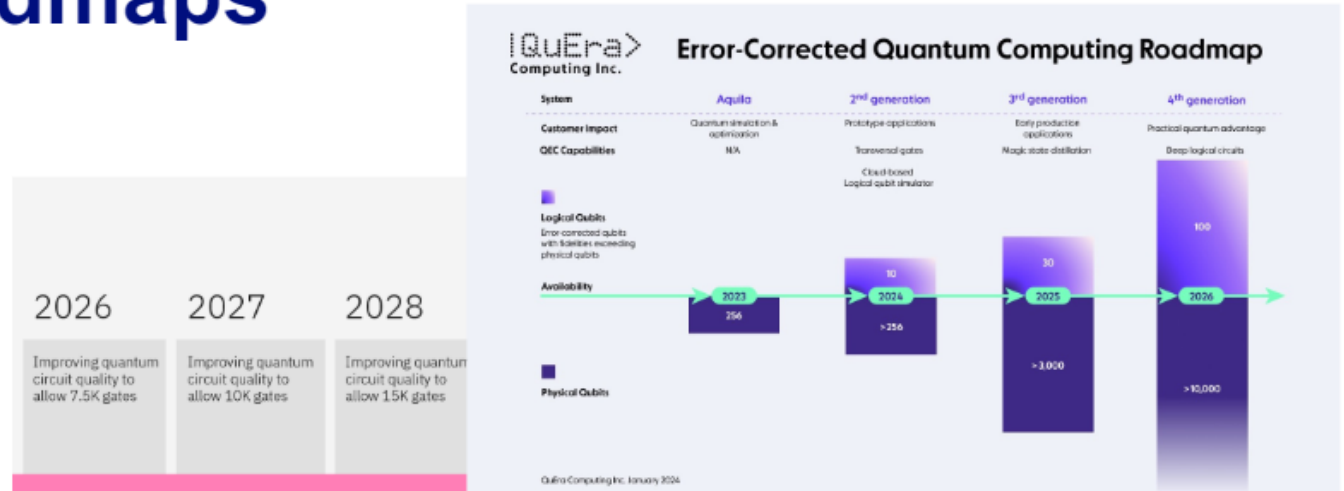 dmaps
2026
2027
2028
Improving quantum
circuit quality to
allow 7.5K gates
Improving quantum
circuit quality to
allow 10K gates
Improving quantum
circuit quality to
allow 15K gates
|QuEra>
Computing Inc.
Error-Corrected Quantum Computing Roadmap
System
Aquila
2nd generation
3rd generation
4th generation
Customer Impact
Quantum simulation &
optimization
Prototype applications
Early production
applications
Practical quantum advantage
QEC Capabilities
N/A
Transversal gates
Magic state distillation
Deep logical circuits
Cloud-based
Logical qubit simulator
Logical Qubits
Error-corrected qubits
with fidelities exceeding
physical qubits
10
30
100
Availability
2023
2024
2025
2026
256
>256
>3,000
>10,000
Physical Qubits
QuEra Computing Inc. January 2024